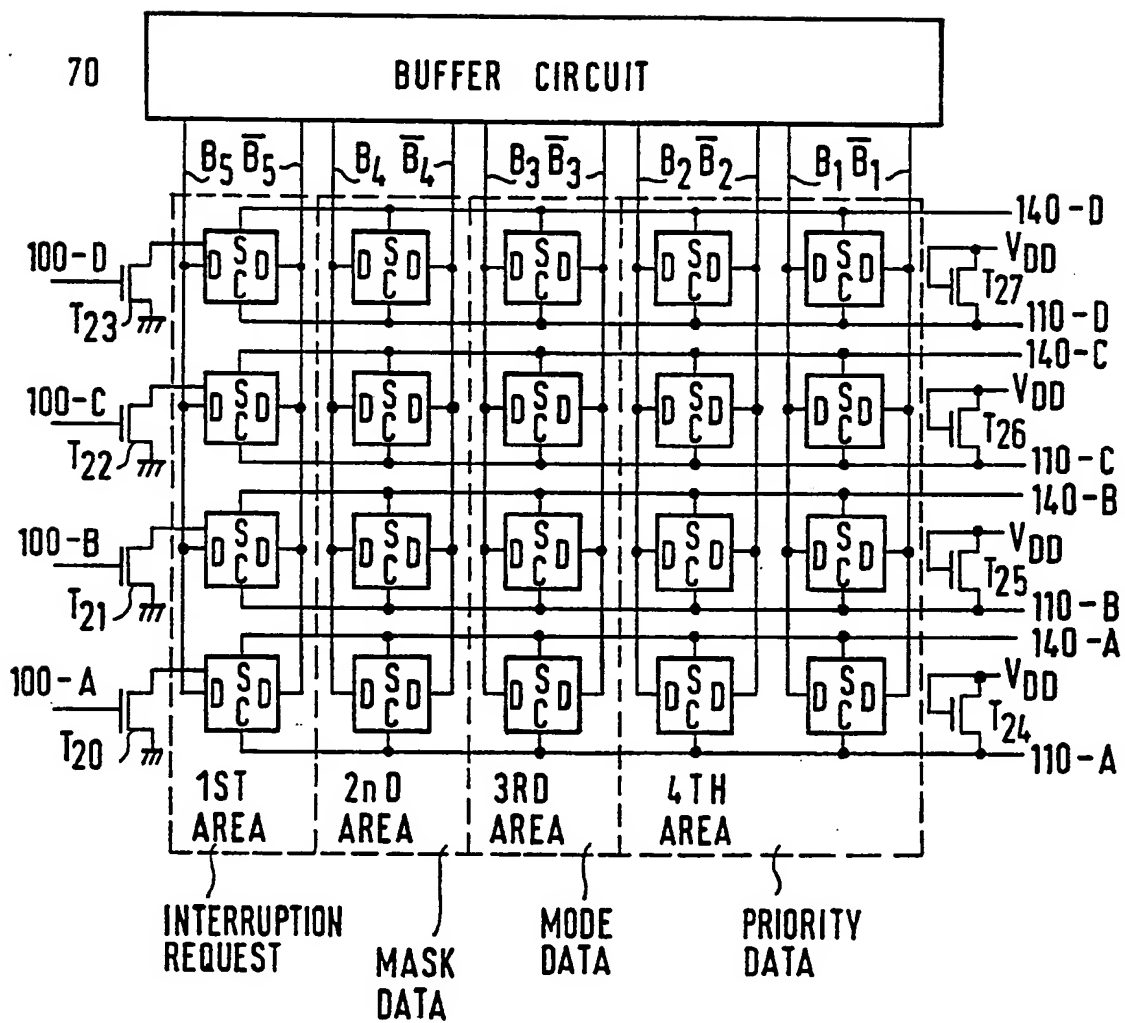 70 BUFFER CIRCUIT
B5 B̅5 B4 B̅4 B3 B̅3 B2 B̅2 B1 B̅1
140-D
100-D D S C D D S C D D S C D D S C D D S C D VDD
T23 T27
110-D
140-C
100-C D S C D D S C D D S C D D S C D D S C D VDD
T22 T26
110-C
140-B
100-B D S C D D S C D D S C D D S C D D S C D VDD
T21 T25
110-B
140-A
100-A D S C D D S C D D S C D D S C D D S C D VDD
T20 T24
110-A
1ST AREA 2nD AREA 3RD AREA 4TH AREA
INTERRUPTION REQUEST
MASK DATA
MODE DATA
PRIORITY DATA